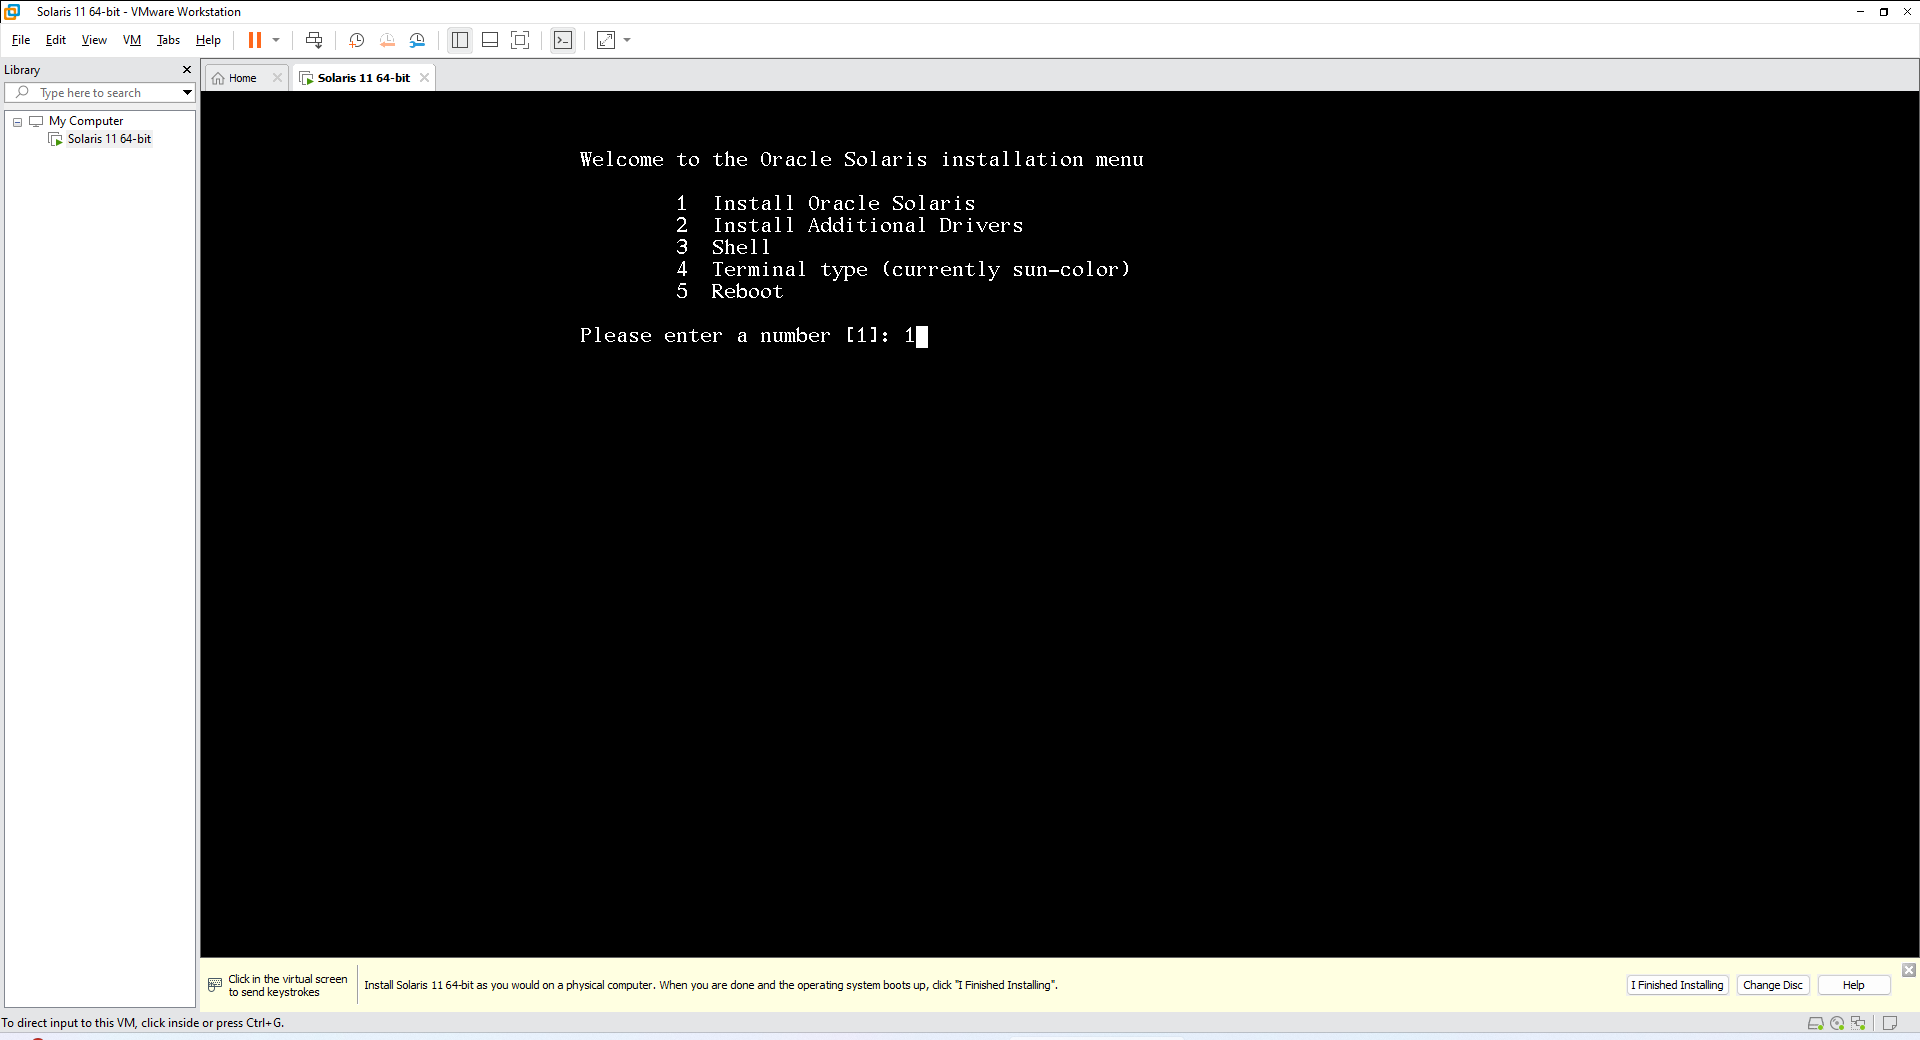 Solaris 11 64-bit - VMware Workstation
File Edit View VM Tabs Help
Library
Type here to search
My Computer
Solaris 11 64-bit
Home
Solaris 11 64-bit
Welcome to the Oracle Solaris installation menu
1 Install Oracle Solaris
2 Install Additional Drivers
3 Shell
4 Terminal type (currently sun-color)
5 Reboot
Please enter a number [1]: 1
Click in the virtual screen
to send keystrokes
Install Solaris 11 64-bit as you would on a physical computer. When you are done and the operating system boots up, click "I Finished Installing".
I Finished Installing
Change Disc
Help
To direct input to this VM, click inside or press Ctrl+G.